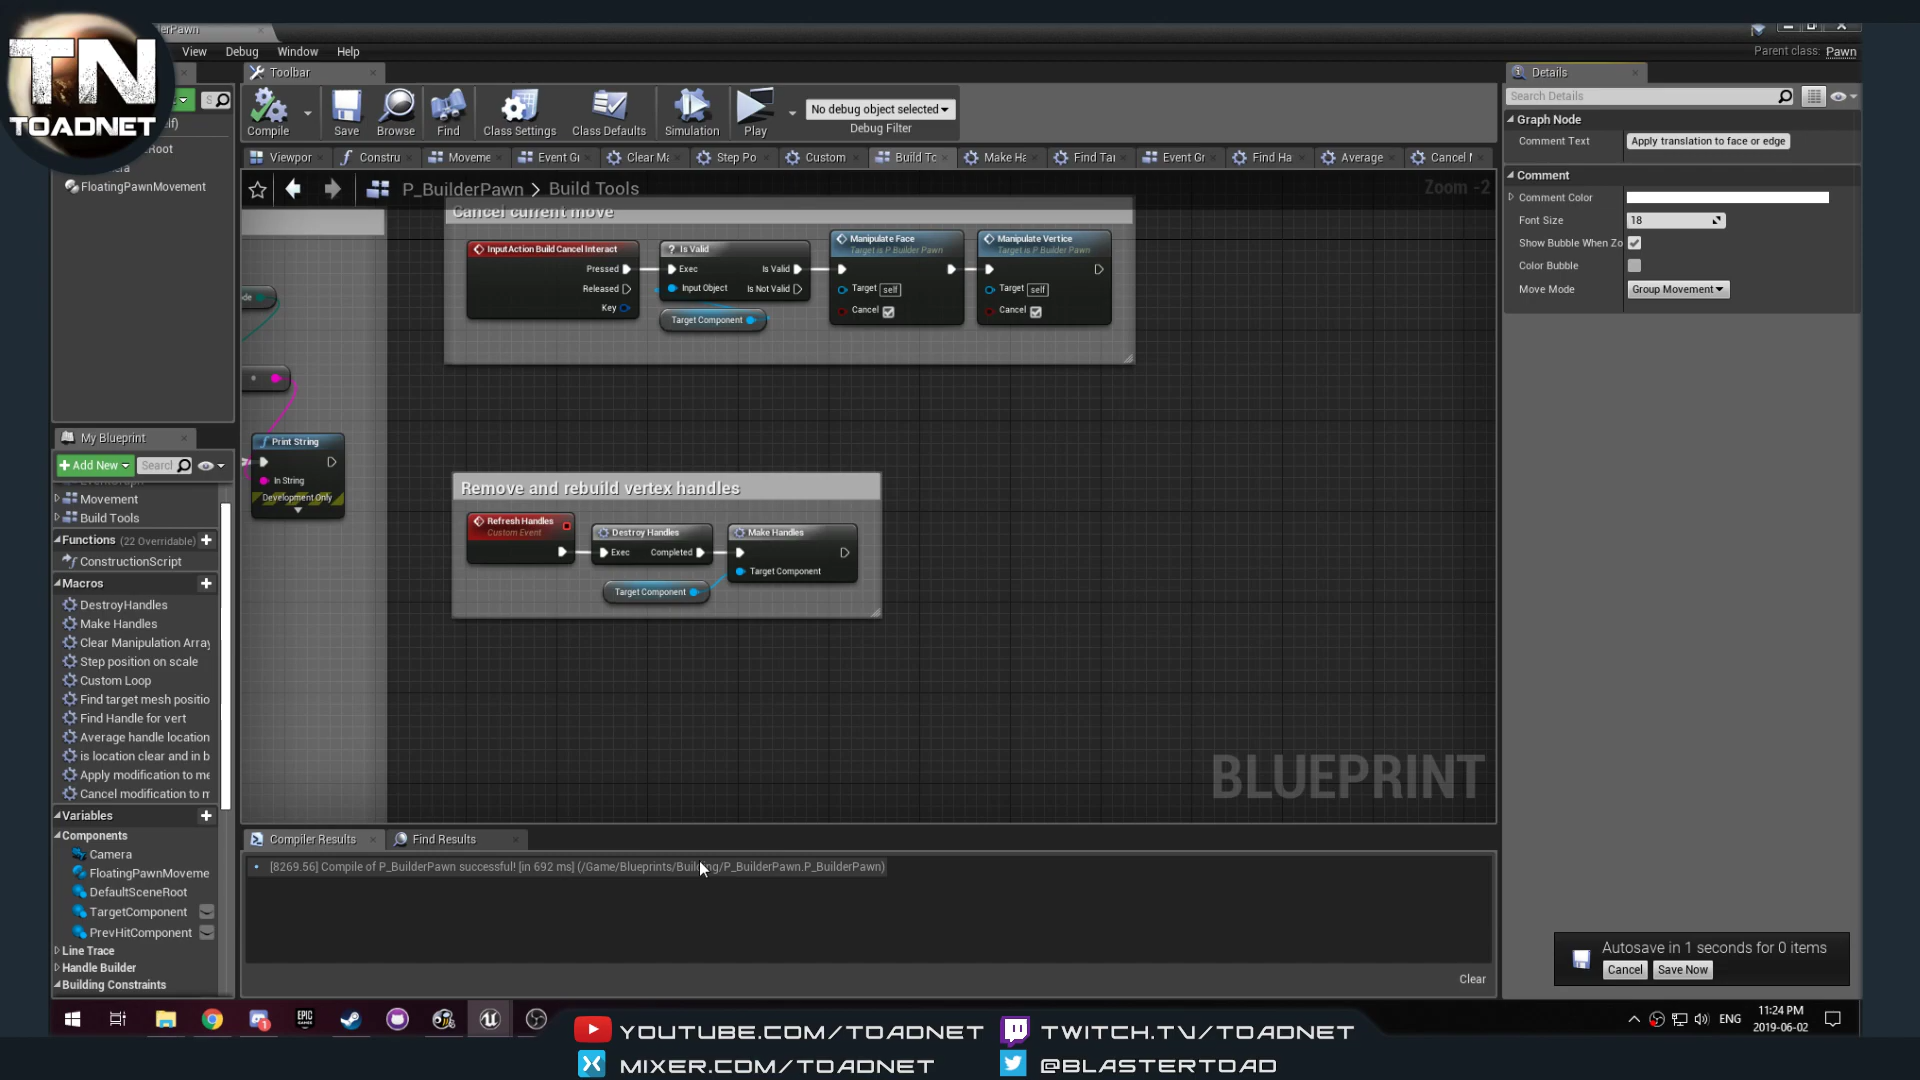 TN
TOADNET
derPawn
View Debug Window Help
Parent class: Pawn
Toolbar
Details
Compile Save Browse Find Class Settings Class Defaults Simulation Play
No debug object selected
Debug Filter
FloatingPawnMovement
Search Details
Graph Node
Comment Text Apply translation to face or edge
Comment
Comment Color
Font Size 18
Show Bubble When Zo
Color Bubble
Move Mode Group Movement
Viewpor Constru Moveme Event G Clear Ma Step Po Custom Build To Make Ha Find Tar Event Gr Find Ha Average Cancel
P_BuilderPawn > Build Tools
Zoom -2
Cancel current move
InputAction Build Cancel Interact
Pressed
Released
Key
? Is Valid
Exec Is Valid
Input Object Is Not Valid
Target Component
Manipulate Face
Target is P Builder Pawn
Target self
Cancel
Manipulate Vertice
Target is P Builder Pawn
Target self
Cancel
Print String
In String
Development Only
Remove and rebuild vertex handles
Refresh Handles
Custom Event
Destroy Handles
Exec Completed
Target Component
Make Handles
Target Component
BLUEPRINT
My Blueprint
Add New Search
EventGraph
Movement
Build Tools
Functions (22 Overridable)
ConstructionScript
Macros
DestroyHandles
Make Handles
Clear Manipulation Array
Step position on scale
Custom Loop
Find target mesh positio
Find Handle for vert
Average handle location
is location clear and in b
Apply modification to me
Cancel modification to m
Variables
Components
Camera
FloatingPawnMoveme
DefaultSceneRoot
TargetComponent
PrevHitComponent
Line Trace
Handle Builder
Building Constraints
Compiler Results Find Results
[8269.56] Compile of P_BuilderPawn successful! [in 692 ms] (/Game/Blueprints/Building/P_BuilderPawn.P_BuilderPawn)
Clear
Autosave in 1 seconds for 0 items
Cancel Save Now
EPIC GAMES
ENG
11:24 PM
2019-06-02
YOUTUBE.COM/TOADNET TWITCH.TV/TOADNET
MIXER.COM/TOADNET @BLASTERTOAD